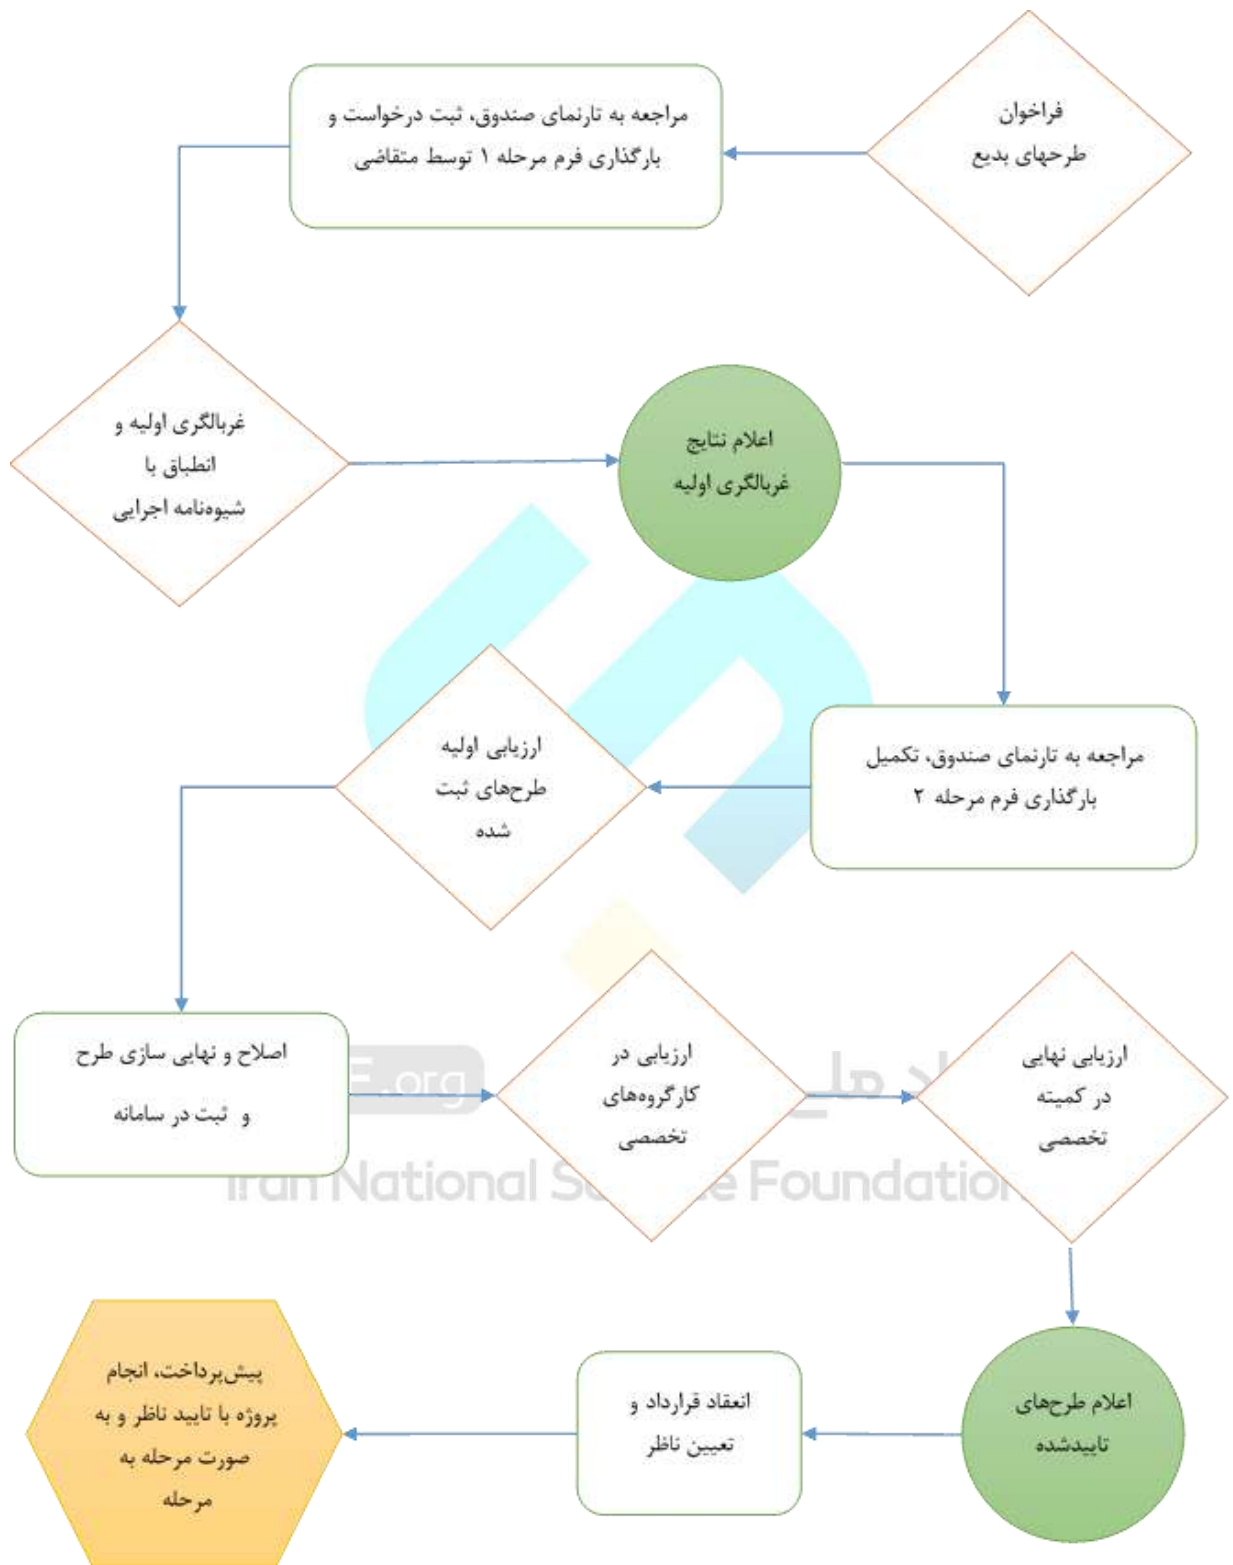 فراخوان
طرحهای بدیع
مراجعه به تارنمای صندوق، ثبت درخواست و
بارگذاری فرم مرحله ۱ توسط متقاضی
غربالگری اولیه و
انطباق با
شیوه‌نامه اجرایی
اعلام نتایج
غربالگری اولیه
مراجعه به تارنمای صندوق، تکمیل
بارگذاری فرم مرحله ۲
ارزیابی اولیه
طرح‌های ثبت
شده
اصلاح و نهایی سازی طرح
و ثبت در سامانه
ارزیابی در
کارگروه‌های
تخصصی
ارزیابی نهایی
در کمیته
تخصصی
.org
Iran National Foundation
اعلام طرح‌های
تاییدشده
انعقاد قرارداد و
تعیین ناظر
پیش‌پرداخت، انجام
پروژه با تایید ناظر و به
صورت مرحله به
مرحله